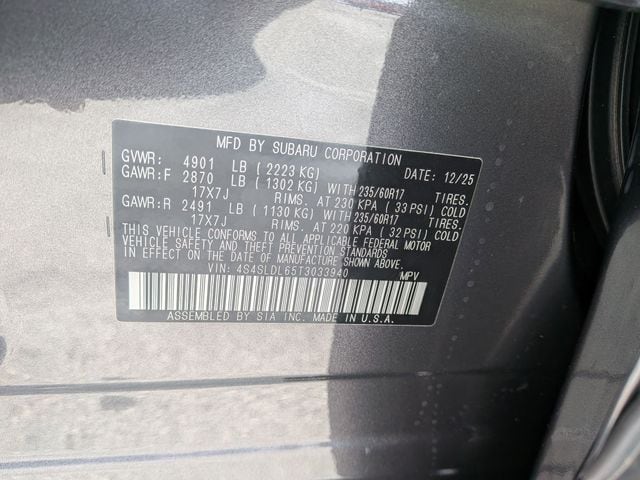 MFD BY SUBARU CORPORATION
GVWR: 4901 LB ( 2223 KG) DATE: 12/25
GAWR:F 2870 LB ( 1302 KG) WITH 235/60R17 TIRES.
17X7J RIMS. AT 230 KPA ( 33 PSI) COLD
GAWR:R 2491 LB ( 1130 KG) WITH 235/60R17 TIRES.
17X7J RIMS. AT 220 KPA ( 32 PSI) COLD
THIS VEHICLE CONFORMS TO ALL APPLICABLE FEDERAL MOTOR
VEHICLE SAFETY AND THEFT PREVENTION STANDARDS
IN EFFECT ON THE DATE OF MANUFACTURE SHOWN ABOVE.
VIN: 4S4SLDL65T3033940 MPV
ASSEMBLED BY SIA INC. MADE IN U.S.A.